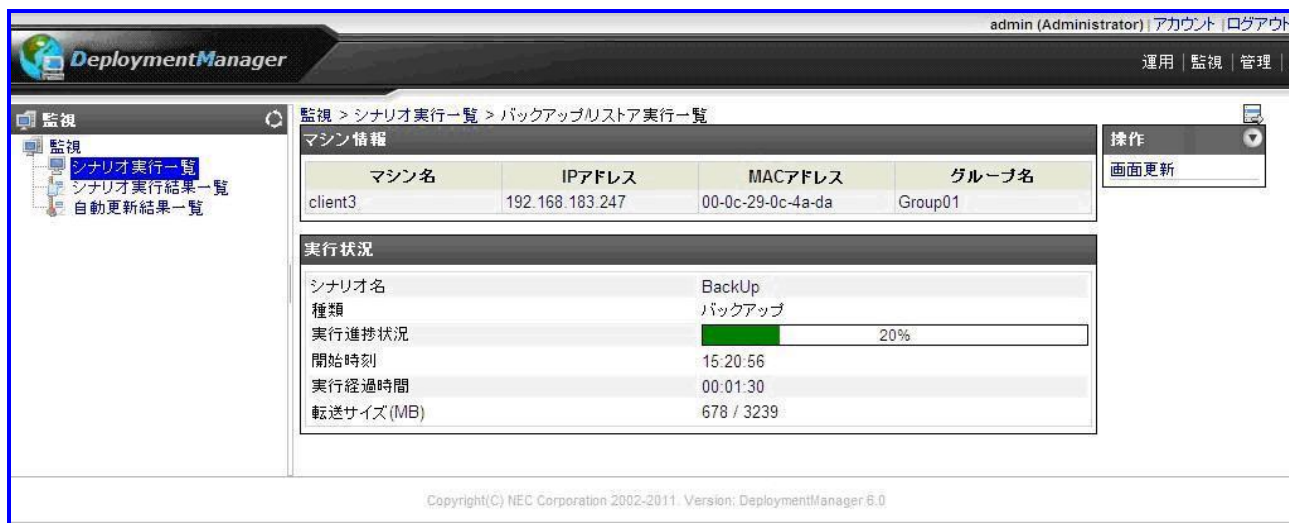 admin (Administrator) | アカウント | ログアウト
DeploymentManager
運用 | 監視 | 管理 |
監視
監視
シナリオ実行一覧
シナリオ実行結果一覧
自動更新結果一覧
監視 > シナリオ実行一覧 > バックアップ/リストア実行一覧
マシン情報
マシン名 IPアドレス MACアドレス グループ名
client3 192.168.183.247 00-0c-29-0c-4a-da Group01
実行状況
シナリオ名 BackUp
種類 バックアップ
実行進捗状況 20%
開始時刻 15:20:56
実行経過時間 00:01:30
転送サイズ(MB) 678 / 3239
操作
画面更新
Copyright(C) NEC Corporation 2002-2011. Version: DeploymentManager 6.0